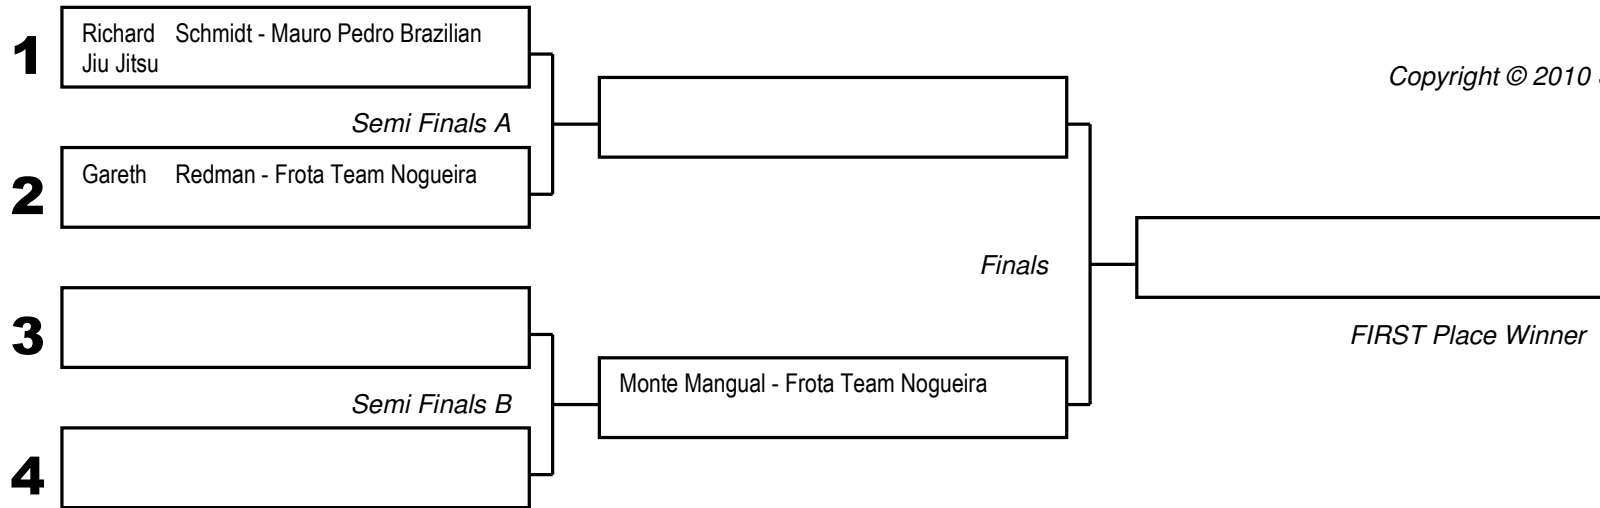 1
Richard Schmidt - Mauro Pedro Brazilian
Jiu Jitsu
Copyright © 2010
Semi Finals A
2
Gareth Redman - Frota Team Nogueira
Finals
3
FIRST Place Winner
Semi Finals B
Monte Mangual - Frota Team Nogueira
4